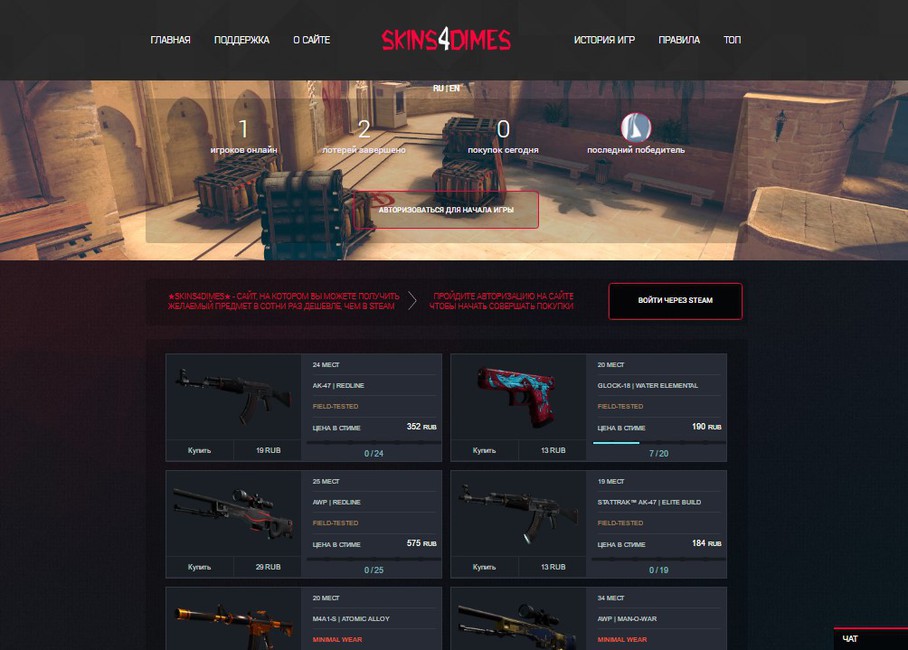 ГЛАВНАЯ ПОДДЕРЖКА О САЙТЕ SKINS4DIMES ИСТОРИЯ ИГР ПРАВИЛА ТОП
RU | EN
1 2 0
игроков онлайн лотерей завершено покупок сегодня последний победитель
АВТОРИЗОВАТЬСЯ ДЛЯ НАЧАЛА ИГРЫ
★SKINS4DIMES★ - САЙТ, НА КОТОРОМ ВЫ МОЖЕТЕ ПОЛУЧИТЬ
ЖЕЛАЕМЫЙ ПРЕДМЕТ В СОТНИ РАЗ ДЕШЕВЛЕ, ЧЕМ В STEAM
ПРОЙДИТЕ АВТОРИЗАЦИЮ НА САЙТЕ
ЧТОБЫ НАЧАТЬ СОВЕРШАТЬ ПОКУПКИ
ВОЙТИ ЧЕРЕЗ STEAM
24 МЕСТ
AK-47 | REDLINE
FIELD-TESTED
ЦЕНА В СТИМЕ 352 RUB
Купить 19 RUB 0 / 24
20 МЕСТ
GLOCK-18 | WATER ELEMENTAL
FIELD-TESTED
ЦЕНА В СТИМЕ 190 RUB
Купить 13 RUB 7 / 20
25 МЕСТ
AWP | REDLINE
FIELD-TESTED
ЦЕНА В СТИМЕ 575 RUB
Купить 29 RUB 0 / 25
19 МЕСТ
STATTRAK™ AK-47 | ELITE BUILD
FIELD-TESTED
ЦЕНА В СТИМЕ 184 RUB
Купить 13 RUB 0 / 19
20 МЕСТ
M4A1-S | ATOMIC ALLOY
MINIMAL WEAR
34 МЕСТ
AWP | MAN-O-WAR
MINIMAL WEAR
ЧАТ